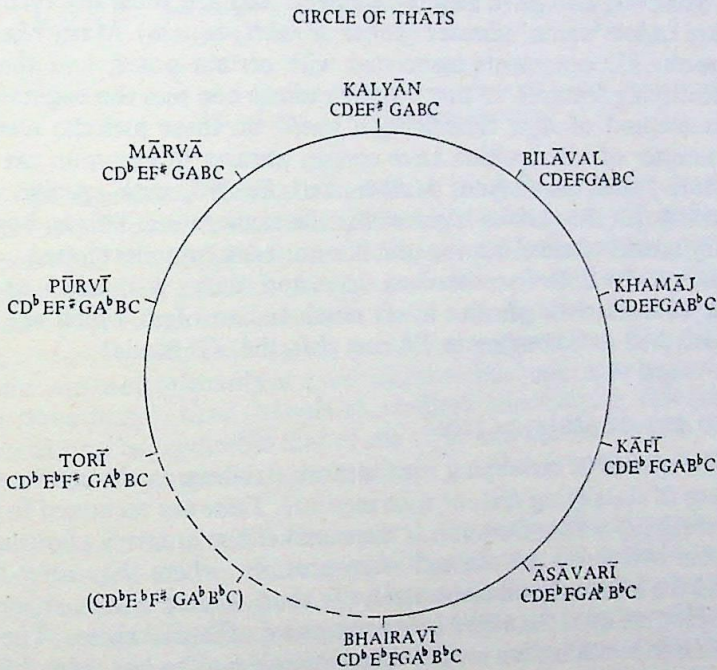 CIRCLE OF THĀTS
KALYĀN
CDEF♯ GABC
BILĀVAL
CDEFGABC
KHAMĀJ
CDEFGAB♭C
KĀFĪ
CDE♭FGAB♭C
ĀSĀVARĪ
CDE♭FGA♭B♭C
BHAIRAVĪ
CD♭E♭FGA♭B♭C
(CD♭E♭F♯ GA♭B♭C)
TORĪ
CD♭E♭F♯ GA♭BC
PŪRVĪ
CD♭EF♯GA♭BC
MĀRVĀ
CD♭EF♯ GABC